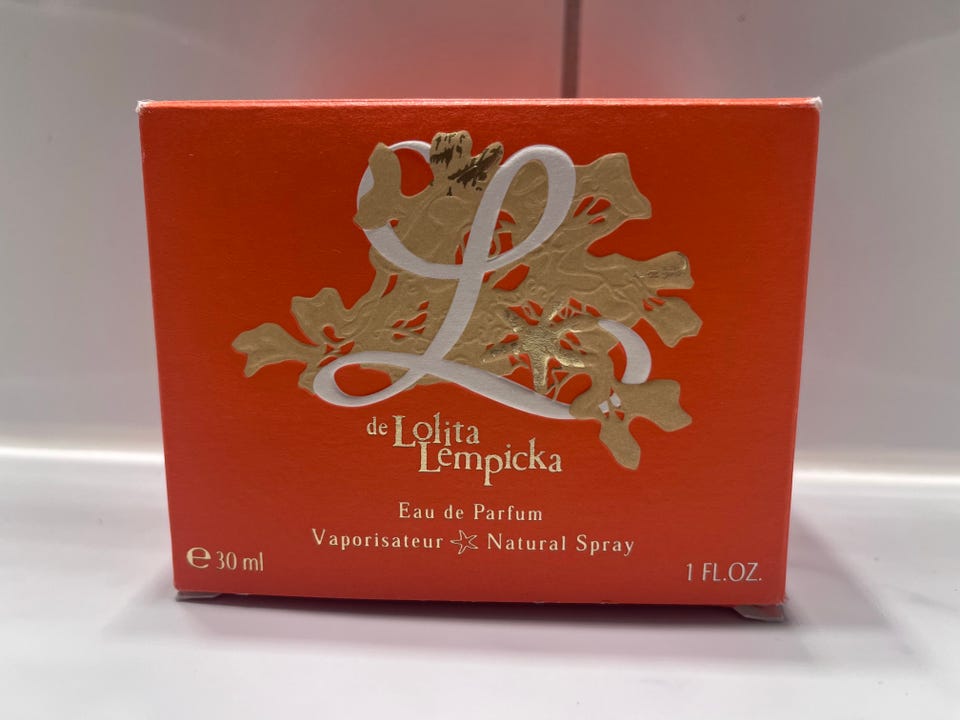 L
de Lolita
Lempicka
Eau de Parfum
Vaporisateur Natural Spray
℮ 30 ml
1 FL.OZ.